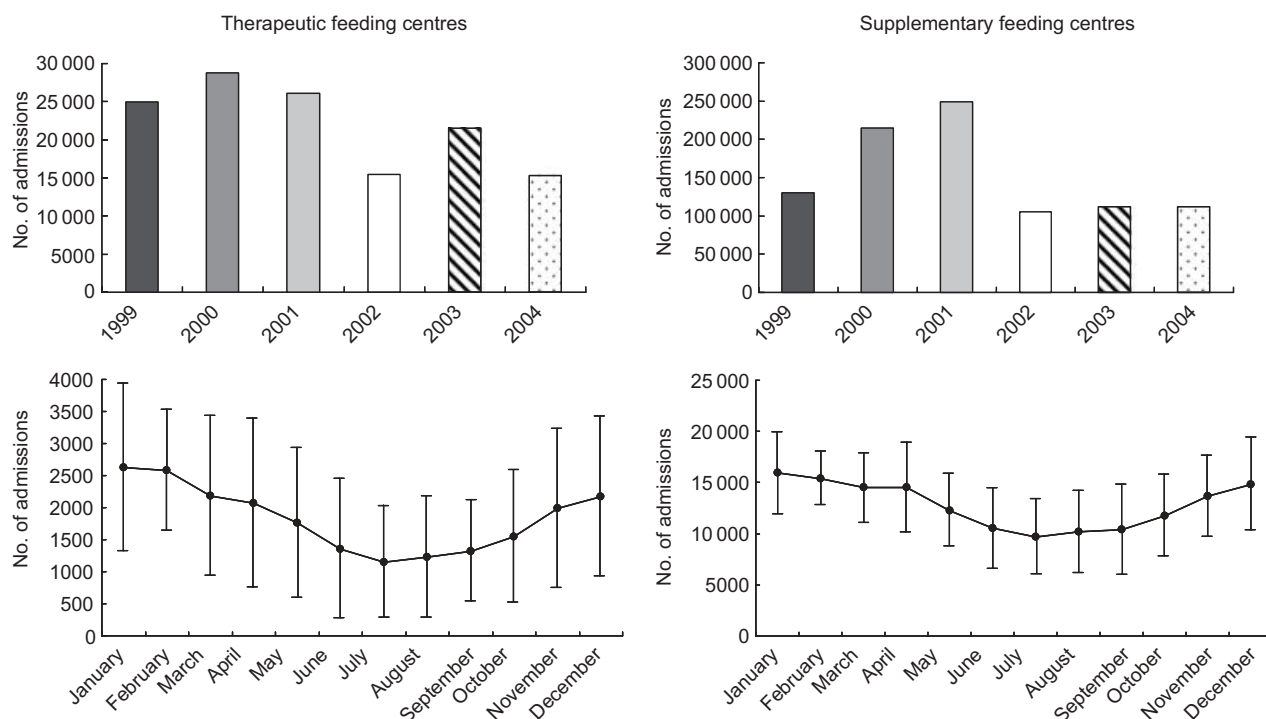 Therapeutic feeding centres
No. of admissions
30 000
25 000
20 000
15 000
10 000
5000
0
1999
2000
2001
2002
2003
2004
Supplementary feeding centres
No. of admissions
300 000
250 000
200 000
150 000
100 000
50 000
0
1999
2000
2001
2002
2003
2004
No. of admissions
4000
3500
3000
2500
2000
1500
1000
500
0
January
February
March
April
May
June
July
August
September
October
November
December
No. of admissions
25 000
20 000
15 000
10 000
5000
0
January
February
March
April
May
June
July
August
September
October
November
December